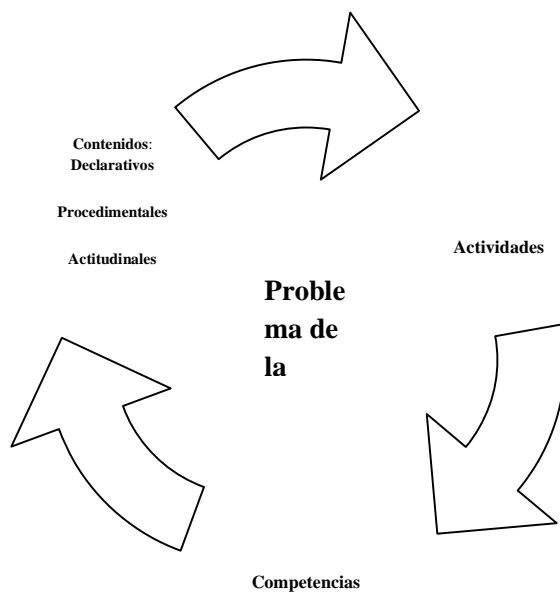 Contenidos:
Declarativos
Procedimentales
Actitudinales
Actividades
Proble
ma de
la
Competencias